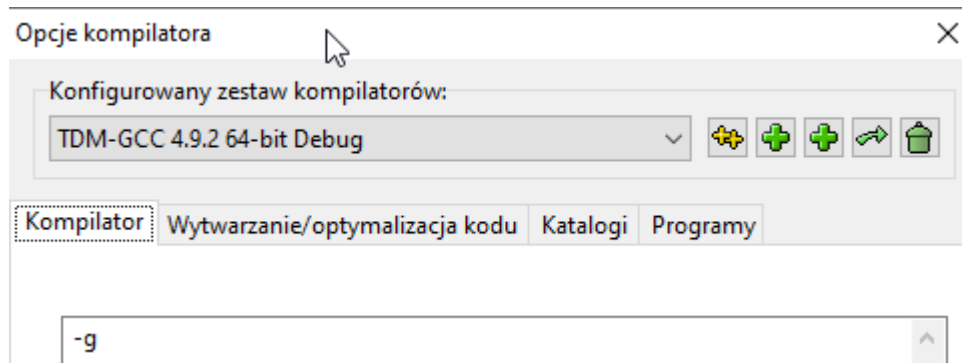 Opcje kompilatora
Konfigurowany zestaw kompilatorów:
TDM-GCC 4.9.2 64-bit Debug
Kompilator Wytwarzanie/optymalizacja kodu Katalogi Programy
-g